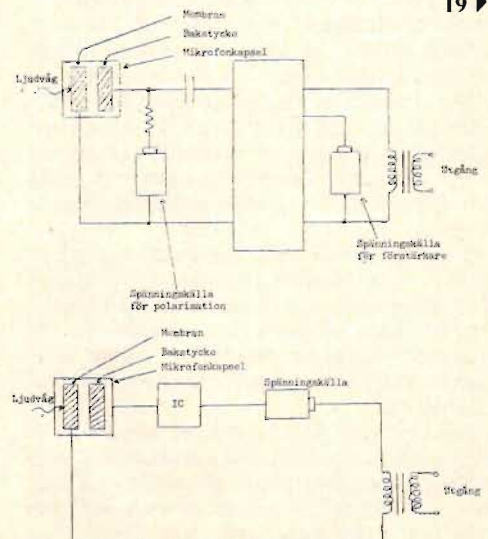 19
Membran
Bakstycke
Mikrofonkapsel
Ljudvåg
Utgång
Spänningskälla
för förstärkare
Spänningskälla
för polarisation
Membran
Bakstycke
Mikrofonkapsel
Ljudvåg
IC
Spänningskälla
Utgång